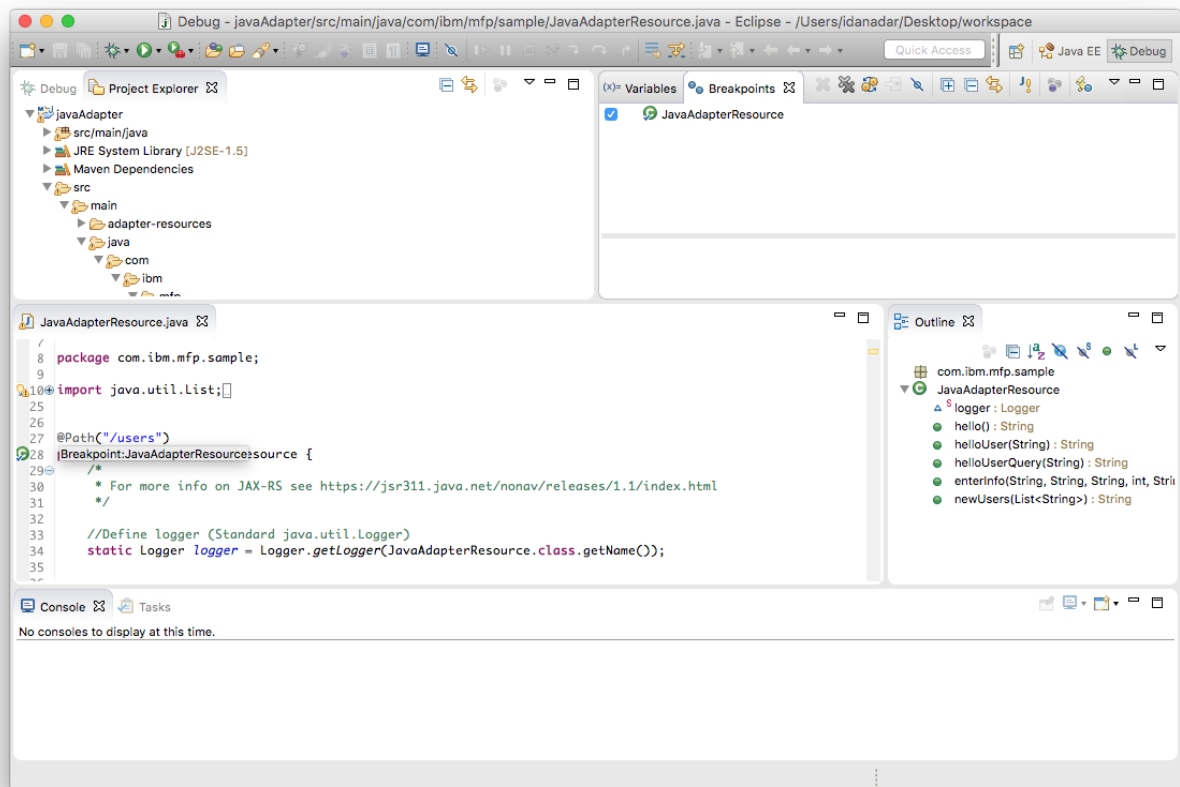 Debug - javaAdapter/src/main/java/com/ibm/mfp/sample/JavaAdapterResource.java - Eclipse - /Users/idanadar/Desktop/workspace
Quick Access
Java EE
Debug
Debug
Project Explorer
javaAdapter
src/main/java
JRE System Library [J2SE-1.5]
Maven Dependencies
src
main
adapter-resources
java
com
ibm
mfp
(x)= Variables
Breakpoints
JavaAdapterResource
JavaAdapterResource.java
7
8 package com.ibm.mfp.sample;
9
10 import java.util.List;
25
26
27 @Path("/users")
28 Breakpoint:JavaAdapterResource source {
29 /*
30 * For more info on JAX-RS see https://jsr311.java.net/nonav/releases/1.1/index.html
31 */
32
33 //Define logger (Standard java.util.Logger)
34 static Logger logger = Logger.getLogger(JavaAdapterResource.class.getName());
35
Outline
com.ibm.mfp.sample
JavaAdapterResource
logger : Logger
hello() : String
helloUser(String) : String
helloUserQuery(String) : String
enterInfo(String, String, String, int, Stri
newUsers(List<String>) : String
Console
Tasks
No consoles to display at this time.